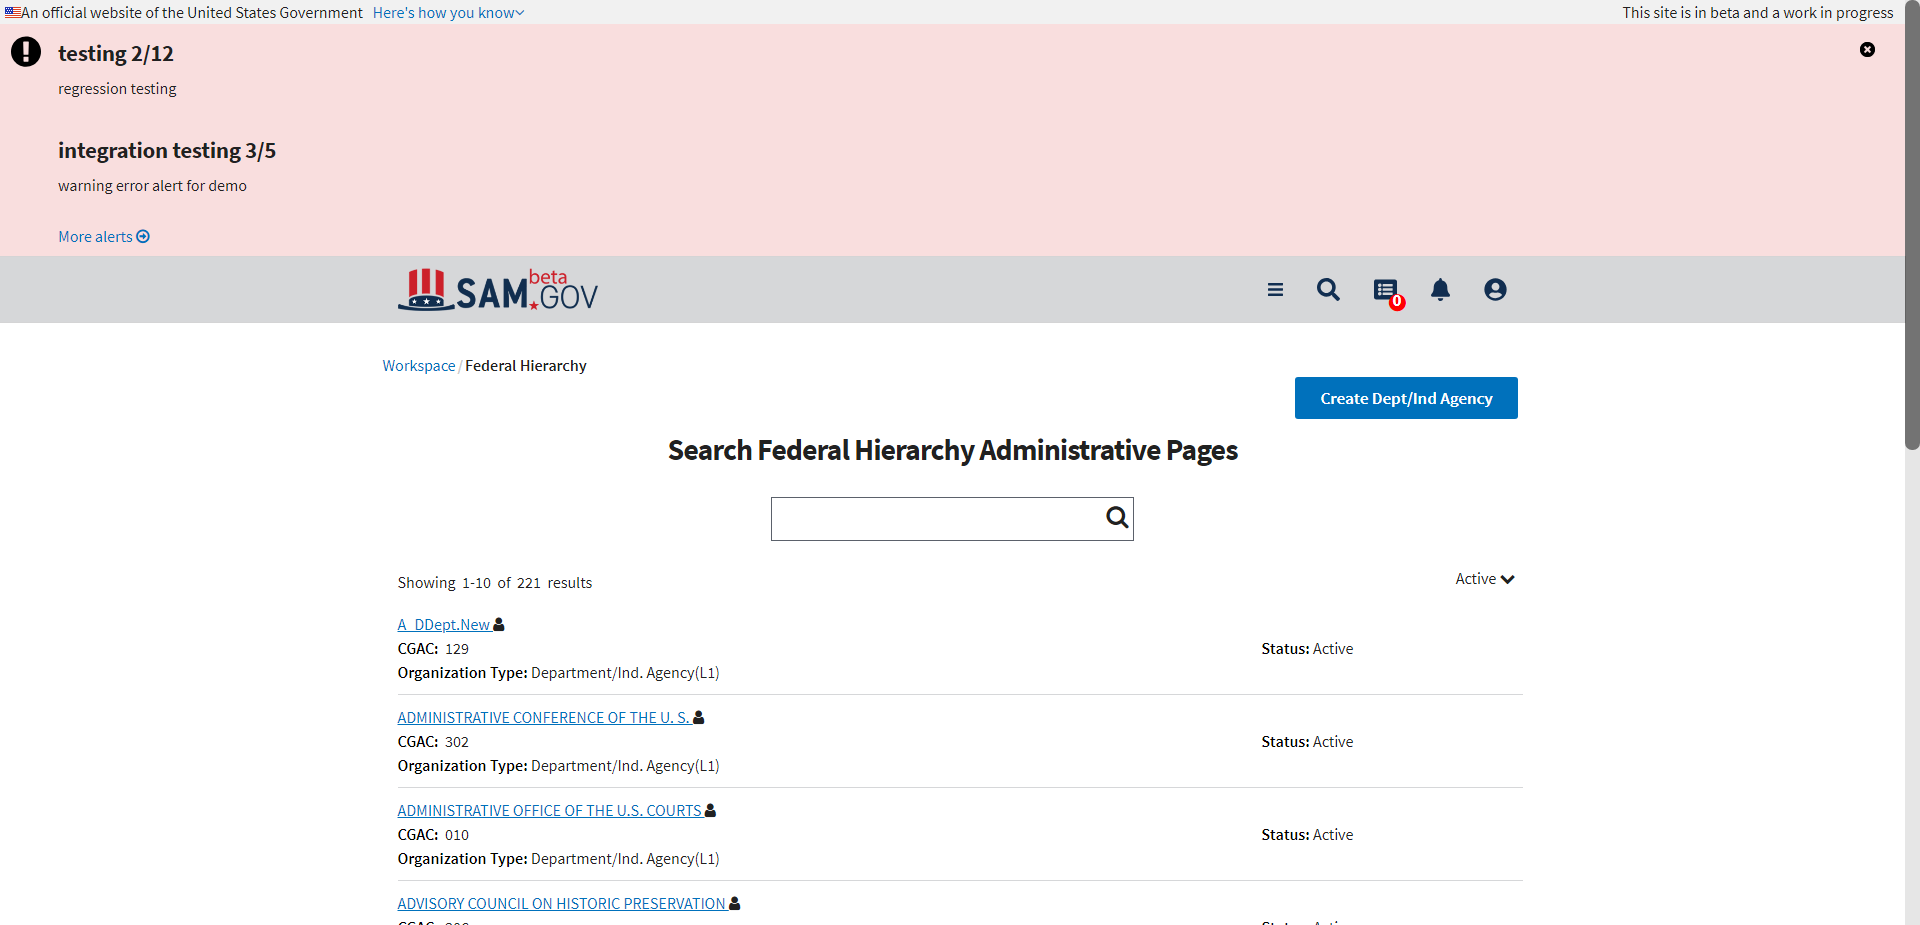 An official website of the United States Government Here's how you know
This site is in beta and a work in progress
testing 2/12
regression testing
integration testing 3/5
warning error alert for demo
More alerts
SAM.GOV beta
0
Workspace / Federal Hierarchy
Create Dept/Ind Agency
Search Federal Hierarchy Administrative Pages
Showing 1-10 of 221 results
Active
A_DDept.New
CGAC: 129
Status: Active
Organization Type: Department/Ind. Agency(L1)
ADMINISTRATIVE CONFERENCE OF THE U. S.
CGAC: 302
Status: Active
Organization Type: Department/Ind. Agency(L1)
ADMINISTRATIVE OFFICE OF THE U.S. COURTS
CGAC: 010
Status: Active
Organization Type: Department/Ind. Agency(L1)
ADVISORY COUNCIL ON HISTORIC PRESERVATION